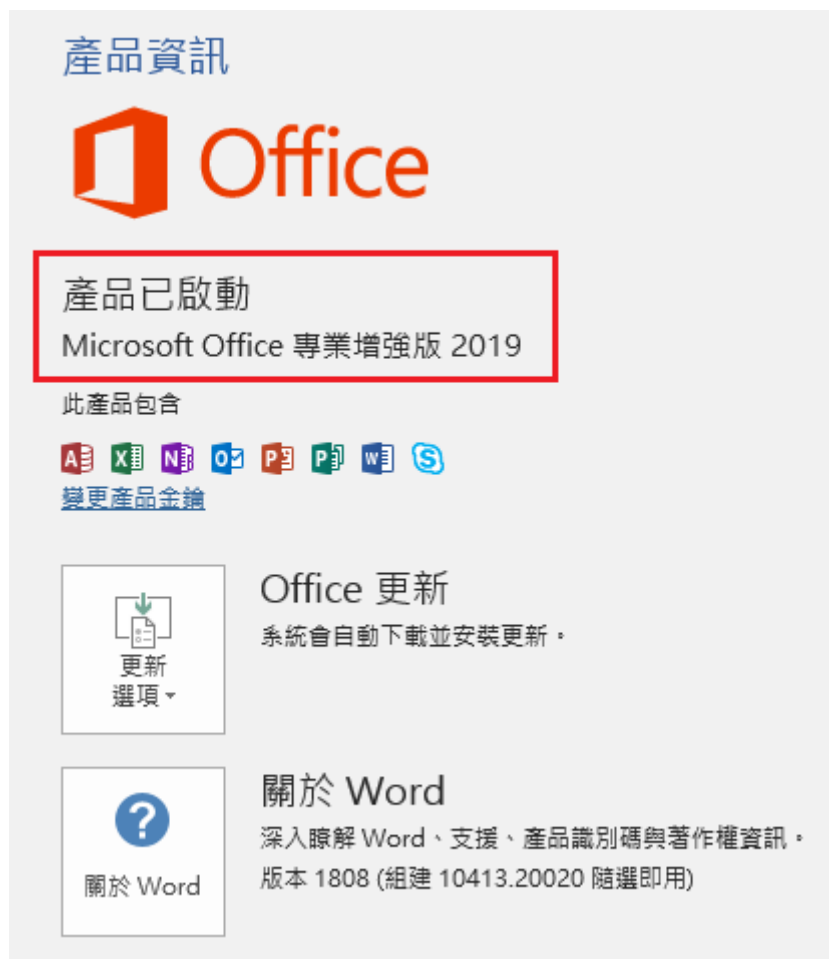 產品資訊
Office
產品已啟動
Microsoft Office 專業增強版 2019
此產品包含
變更產品金鑰
Office 更新
系統會自動下載並安裝更新。
更新
選項
關於 Word
深入瞭解 Word、支援、產品識別碼與著作權資訊。
版本 1808 (組建 10413.20020 隨選即用)
關於 Word